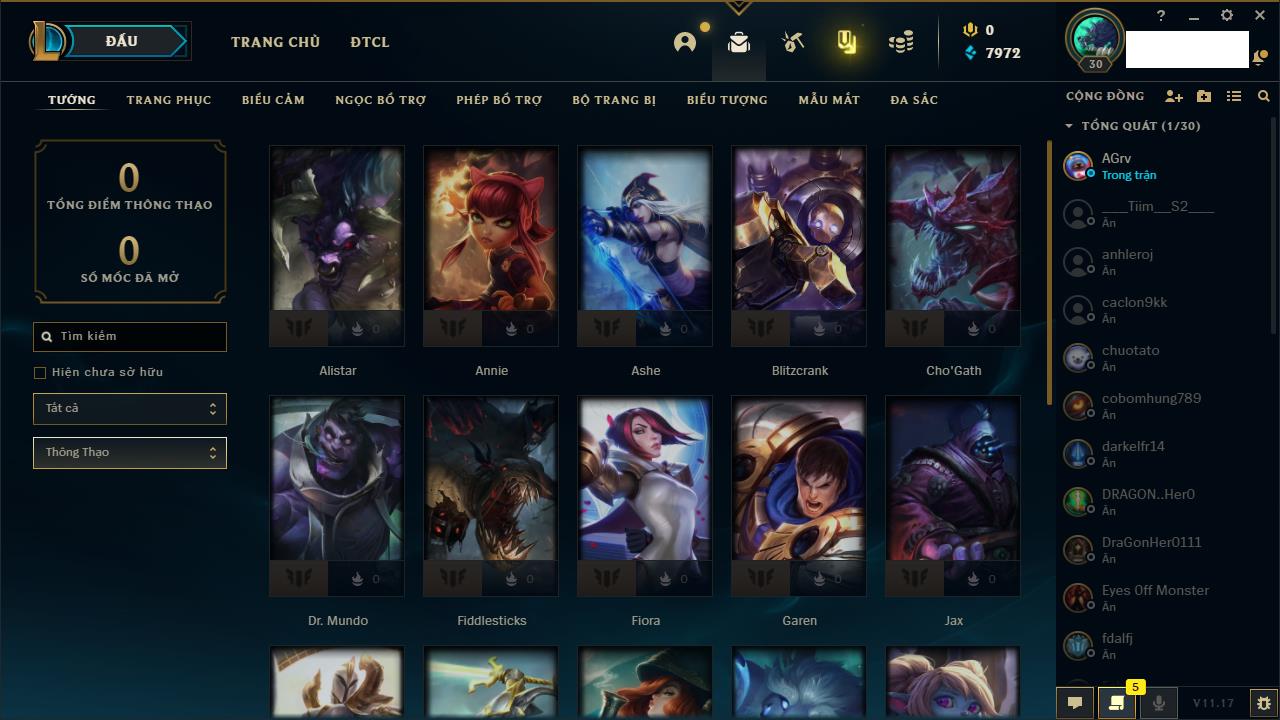 ĐẤU
TRANG CHỦ
ĐTCL
0
7972
30
?
TƯỚNG
TRANG PHỤC
BIỂU CẢM
NGỌC BỔ TRỢ
PHÉP BỔ TRỢ
BỘ TRANG BỊ
BIỂU TƯỢNG
MẪU MẮT
ĐA SẮC
0
TỔNG ĐIỂM THÔNG THẠO
0
SỐ MỐC ĐÃ MỞ
Tìm kiếm
Hiện chưa sở hữu
Tất cả
Thông Thạo
0
0
0
0
0
Alistar
Annie
Ashe
Blitzcrank
Cho'Gath
0
0
0
0
0
Dr. Mundo
Fiddlesticks
Fiora
Garen
Jax
CỘNG ĐỒNG
TỔNG QUÁT (1/30)
AGrv
Trong trận
____Tiim__S2____
Ẩn
anhleroj
Ẩn
caclon9kk
Ẩn
chuotato
Ẩn
cobomhung789
Ẩn
darkelfr14
Ẩn
DRAGON..Her0
Ẩn
DraGonHer0111
Ẩn
Eyes 0ff Monster
Ẩn
fdalfj
Ẩn
5
V11.17